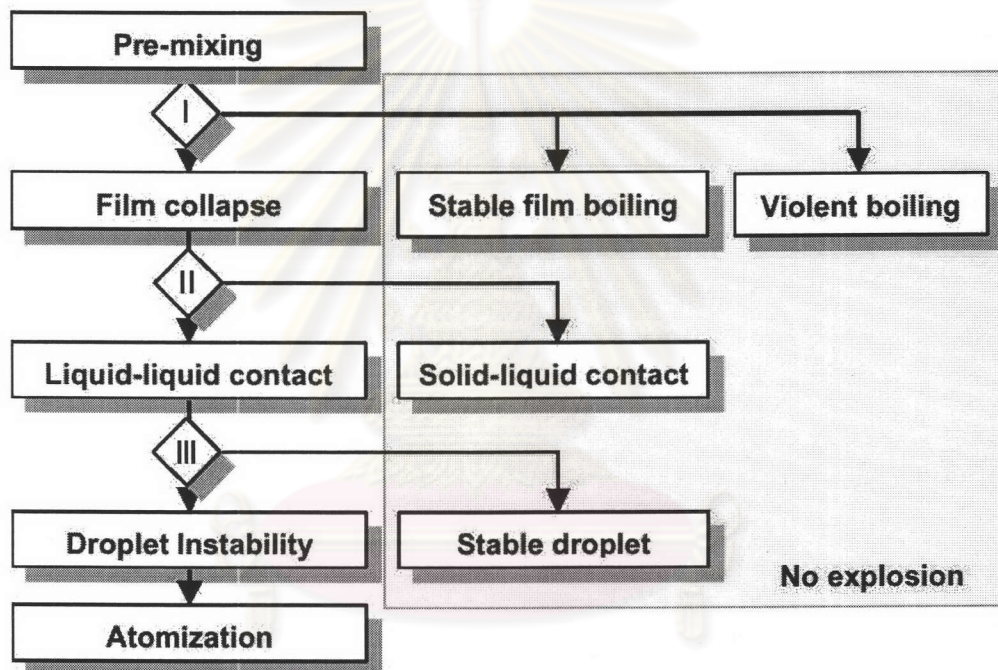 Pre-mixing
I
Film collapse
Stable film boiling
Violent boiling
II
Liquid-liquid contact
Solid-liquid contact
III
Droplet Instability
Stable droplet
No explosion
Atomization